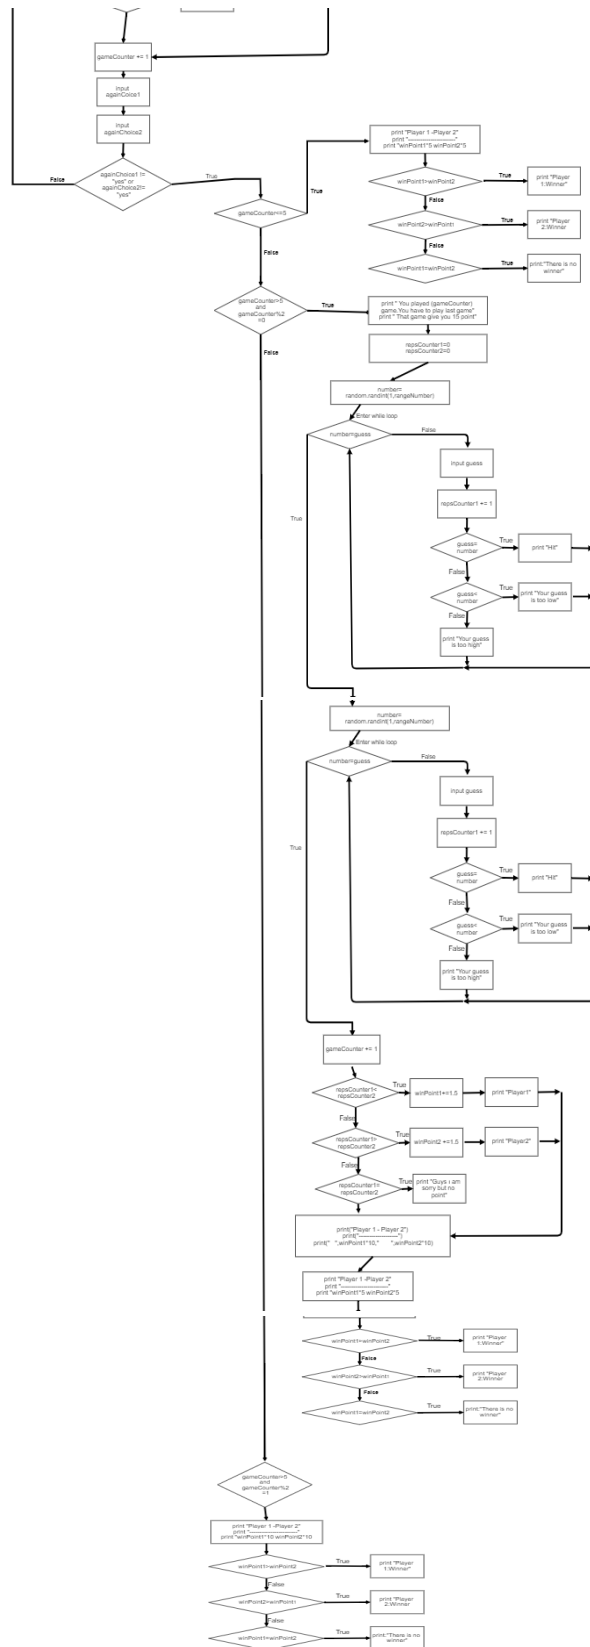 gameCounter += 1
input
againCoice1
input
againChoice2
againChoice1 !=
"yes" or
againChoice2!=
"yes"
False
True
gameCounter==5
True
print "Player 1 -Player 2"
print "------------------------"
print "winPoint1*5 winPoint2*5
winPoint1>winPoint2
True
print "Player
1:Winner"
False
winPoint2>winPoint1
True
print "Player
2:Winner
False
winPoint1=winPoint2
True
print:"There is no
winner"
False
gameCounter>5
and
gameCounter%2
=0
True
print " You played (gameCounter)
game.You have to play last game"
print " That game give you 15 point"
False
repsCounter1=0
repsCounter2=0
number=
random.randint(1,rangeNumber)
Enter while loop
number=guess
False
input guess
True
repsCounter1 += 1
guess=
number
True
print "Hit"
False
guess<
number
True
print "Your guess
is too low"
False
print "Your guess
is too high"
number=
random.randint(1,rangeNumber)
Enter while loop
number=guess
False
input guess
True
repsCounter1 += 1
guess=
number
True
print "Hit"
False
guess<
number
True
print "Your guess
is too low"
False
print "Your guess
is too high"
gameCounter += 1
repsCounter1<
repsCounter2
True
winPoint1+=1.5
print "Player1"
False
repsCounter1>
repsCounter2
True
winPoint2 +=1.5
print "Player2"
False
repsCounter1=
repsCounter2
True
print "Guys i am
sorry but no
point"
print("Player 1 - Player 2")
print("--------------------")
print(" ",winPoint1*10," ",winPoint2*10)
print "Player 1 -Player 2"
print "------------------------"
print "winPoint1*5 winPoint2*5
winPoint1=winPoint2
True
print "Player
1:Winner"
False
winPoint2>winPoint1
True
print "Player
2:Winner
False
winPoint1=winPoint2
True
print:"There is no
winner"
gameCounter=5
and
gameCounter%2
=1
print "Player 1 -Player 2"
print "------------------------"
print "winPoint1*10 winPoint2*10
winPoint1>winPoint2
True
print "Player
1:Winner"
False
winPoint2=winPoint1
True
print "Player
2:Winner
False
winPoint1=winPoint2
True
print:"There is no
winner"